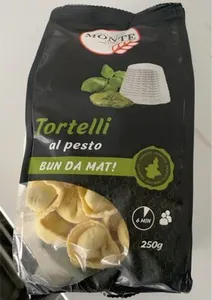 MONTE
Tortelli
al pesto
BUN DA MAT!
6 MIN
250g